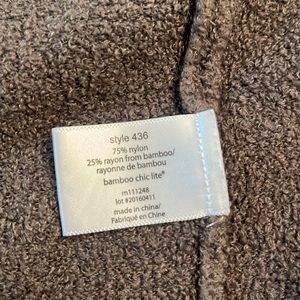 style 436
75% nylon
25% rayon from bamboo/
rayonne de bambou
bamboo chic lite®
m111248
lot #20160411
made in china/
Fabriqué en Chine